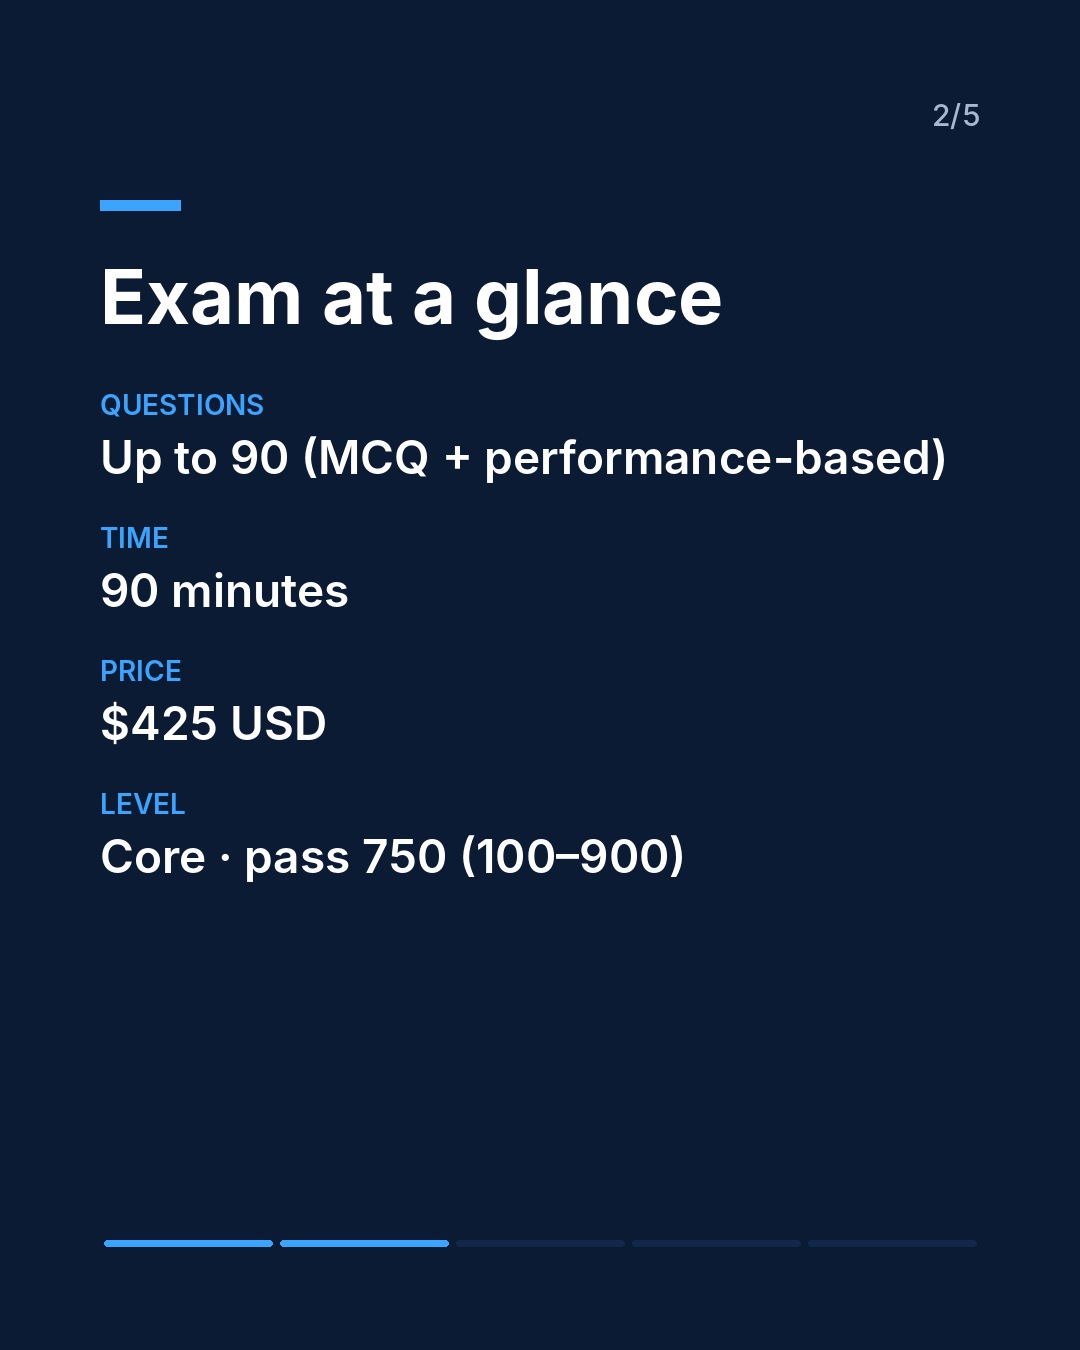 2/5
Exam at a glance
QUESTIONS
Up to 90 (MCQ + performance-based)
TIME
90 minutes
PRICE
$425 USD
LEVEL
Core · pass 750 (100–900)